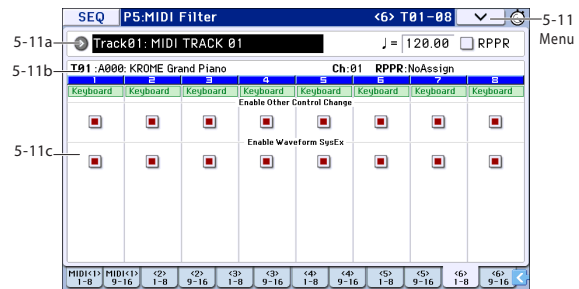 SEQ P5:MIDI Filter <6> T01-08
5-11
Menu
5-11a
Track01: MIDI TRACK 01 ♩= 120.00 RPPR
5-11b
T01:A000: KROME Grand Piano Ch:01 RPPR:NoAssign
1 2 3 4 5 6 7 8
Keyboard Keyboard Keyboard Keyboard Keyboard Keyboard Keyboard Keyboard
Enable Other Control Change
Enable Waveform SysEx
5-11c
MIDI<1> 1-8 MIDI<1> 9-16 <2> 1-8 <2> 9-16 <3> 1-8 <3> 9-16 <4> 1-8 <4> 9-16 <5> 1-8 <5> 9-16 <6> 1-8 <6> 9-16